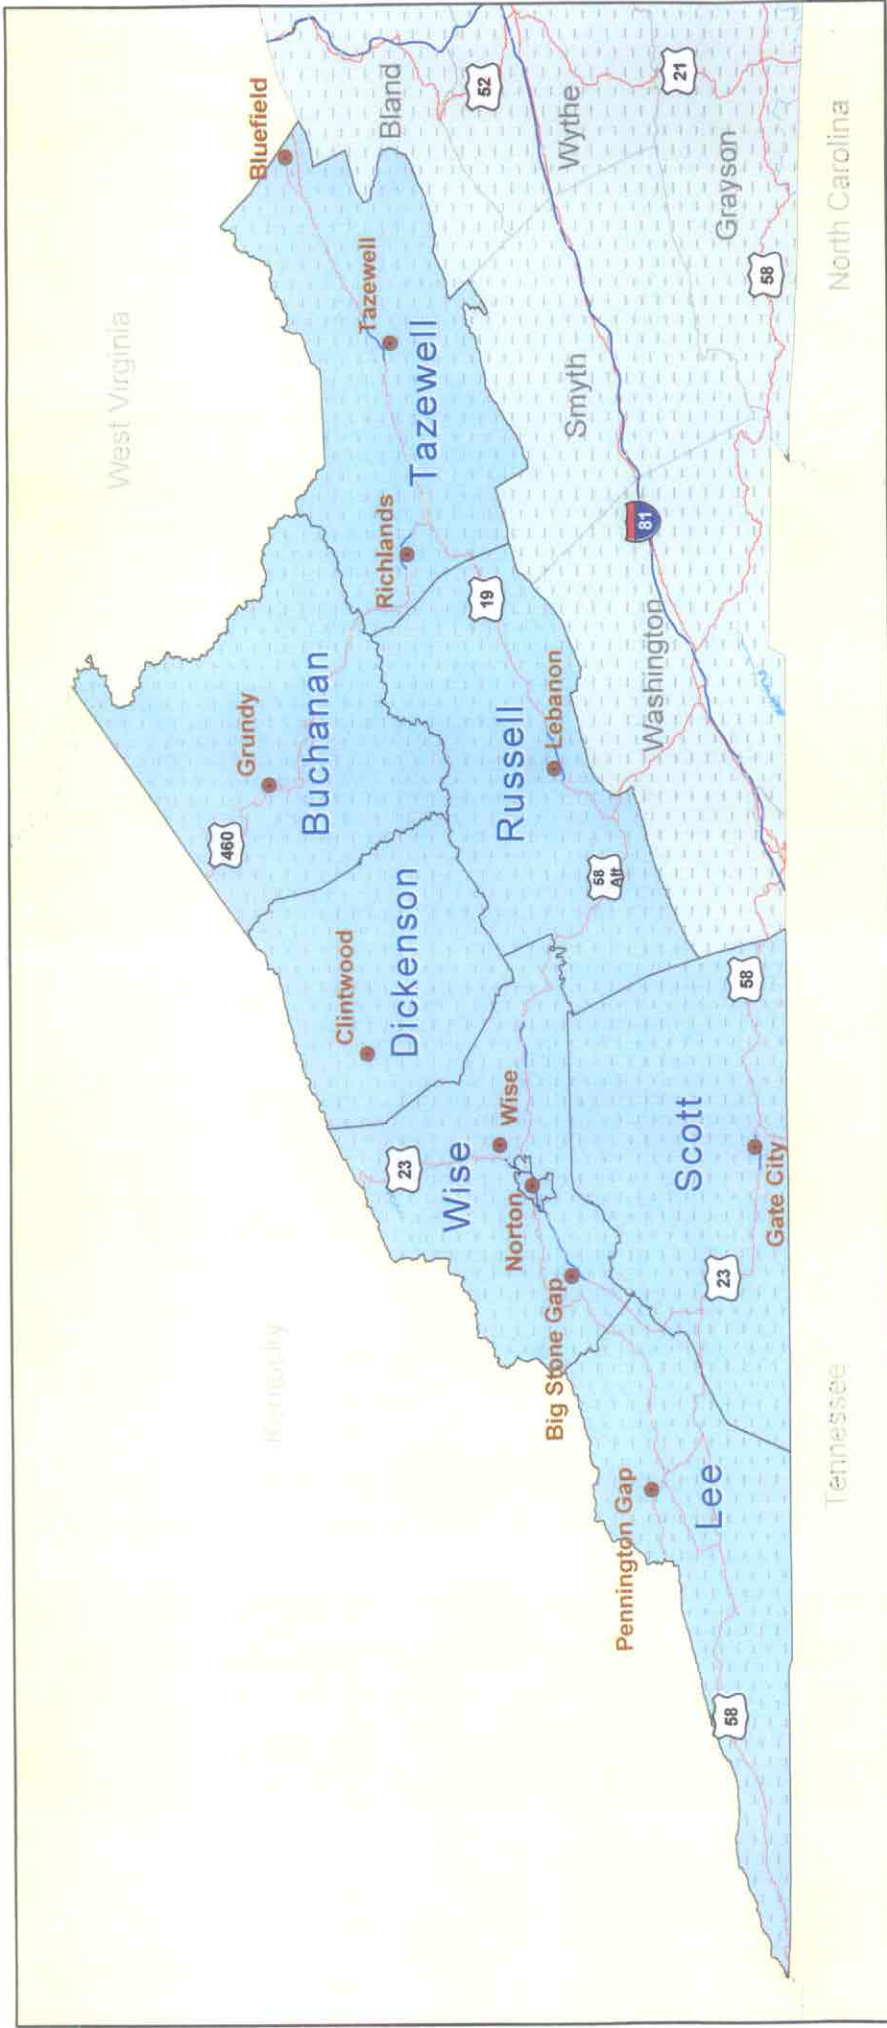 West Virginia
Kentucky
Bluefield
Bland
52
21
Tazewell
Tazewell
Wythe
Grayson
Richlands
Smyth
58
North Carolina
Grundy
Buchanan
460
19
81
Russell
Lebanon
Washington
Clintwood
Dickenson
58
Alt
58
Wise
Wise
23
Norton
Scott
Gate City
Big Stone Gap
23
Pennington Gap
Lee
58
Tennessee